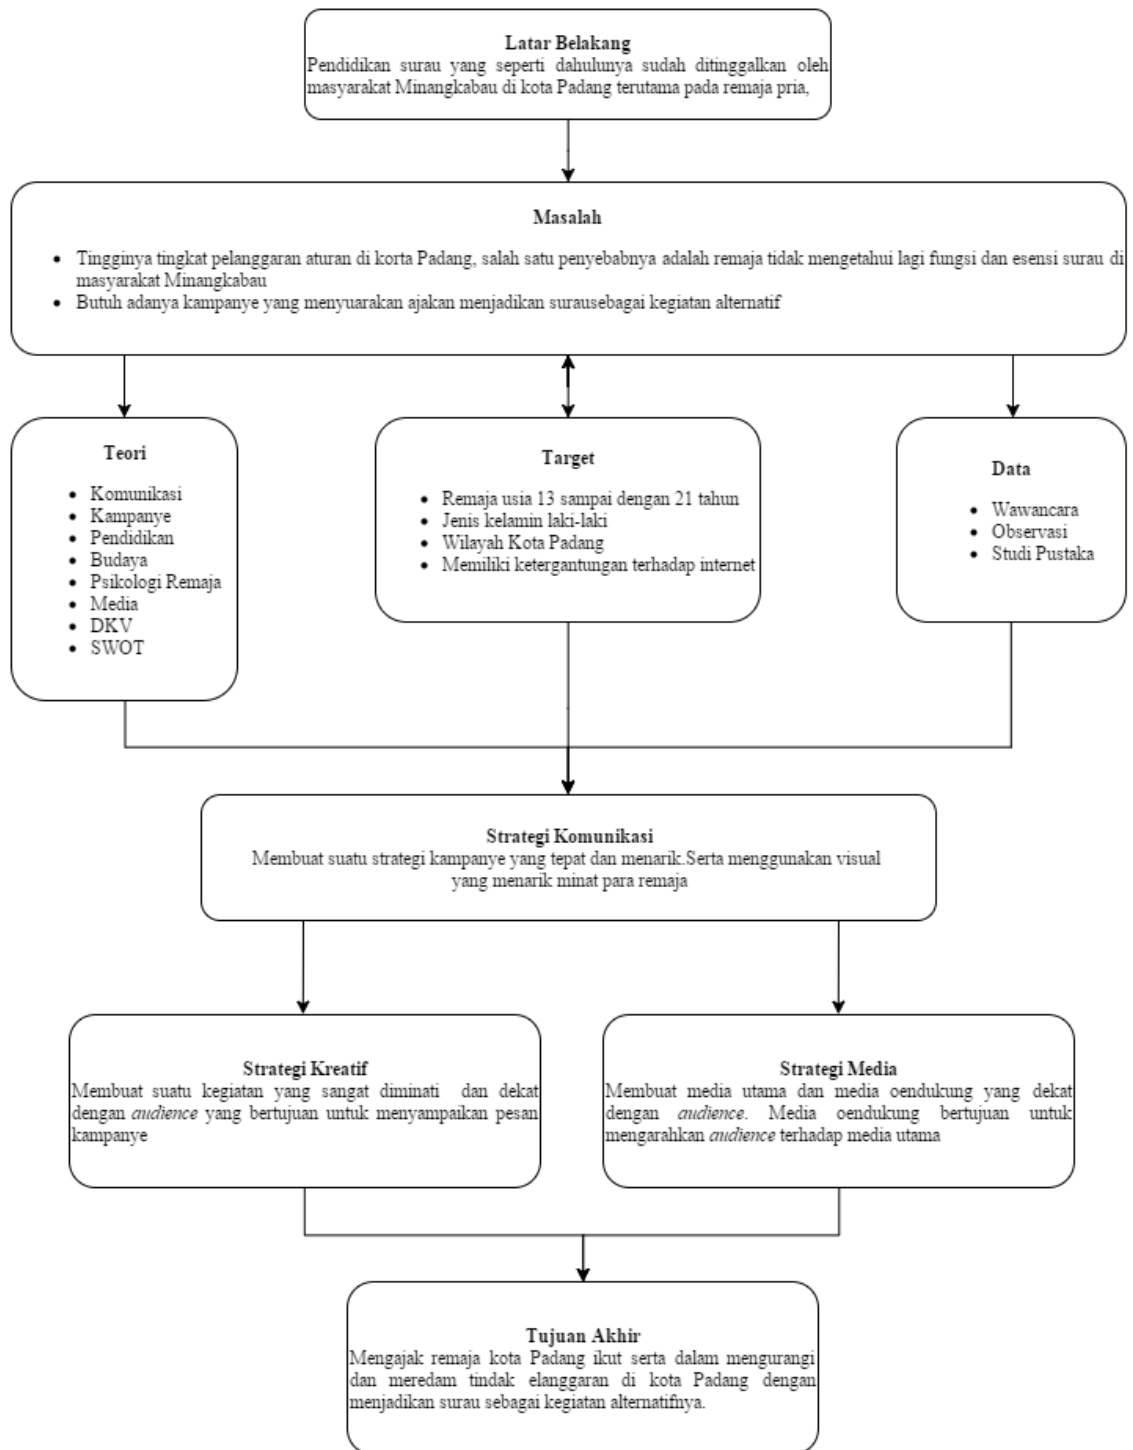 Latar Belakang
Pendidikan surau yang seperti dahulunya sudah ditinggalkan oleh
masyarakat Minangkabau di kota Padang terutama pada remaja pria,
Masalah
• Tingginya tingkat pelanggaran aturan di korta Padang, salah satu penyebabnya adalah remaja tidak mengetahui lagi fungsi dan esensi surau di
masyarakat Minangkabau
• Butuh adanya kampanye yang menyuarakan ajakan menjadikan surausebagai kegiatan alternatif
Teori
• Komunikasi
• Kampanye
• Pendidikan
• Budaya
• Psikologi Remaja
• Media
• DKV
• SWOT
Target
• Remaja usia 13 sampai dengan 21 tahun
• Jenis kelamin laki-laki
• Wilayah Kota Padang
• Memiliki ketergantungan terhadap internet
Data
• Wawancara
• Observasi
• Studi Pustaka
Strategi Komunikasi
Membuat suatu strategi kampanye yang tepat dan menarik.Serta menggunakan visual
yang menarik minat para remaja
Strategi Kreatif
Membuat suatu kegiatan yang sangat diminati dan dekat
dengan audience yang bertujuan untuk menyampaikan pesan
kampanye
Strategi Media
Membuat media utama dan media oendukung yang dekat
dengan audience. Media oendukung bertujuan untuk
mengarahkan audience terhadap media utama
Tujuan Akhir
Mengajak remaja kota Padang ikut serta dalam mengurangi
dan meredam tindak elanggaran di kota Padang dengan
menjadikan surau sebagai kegiatan alternatifnya.